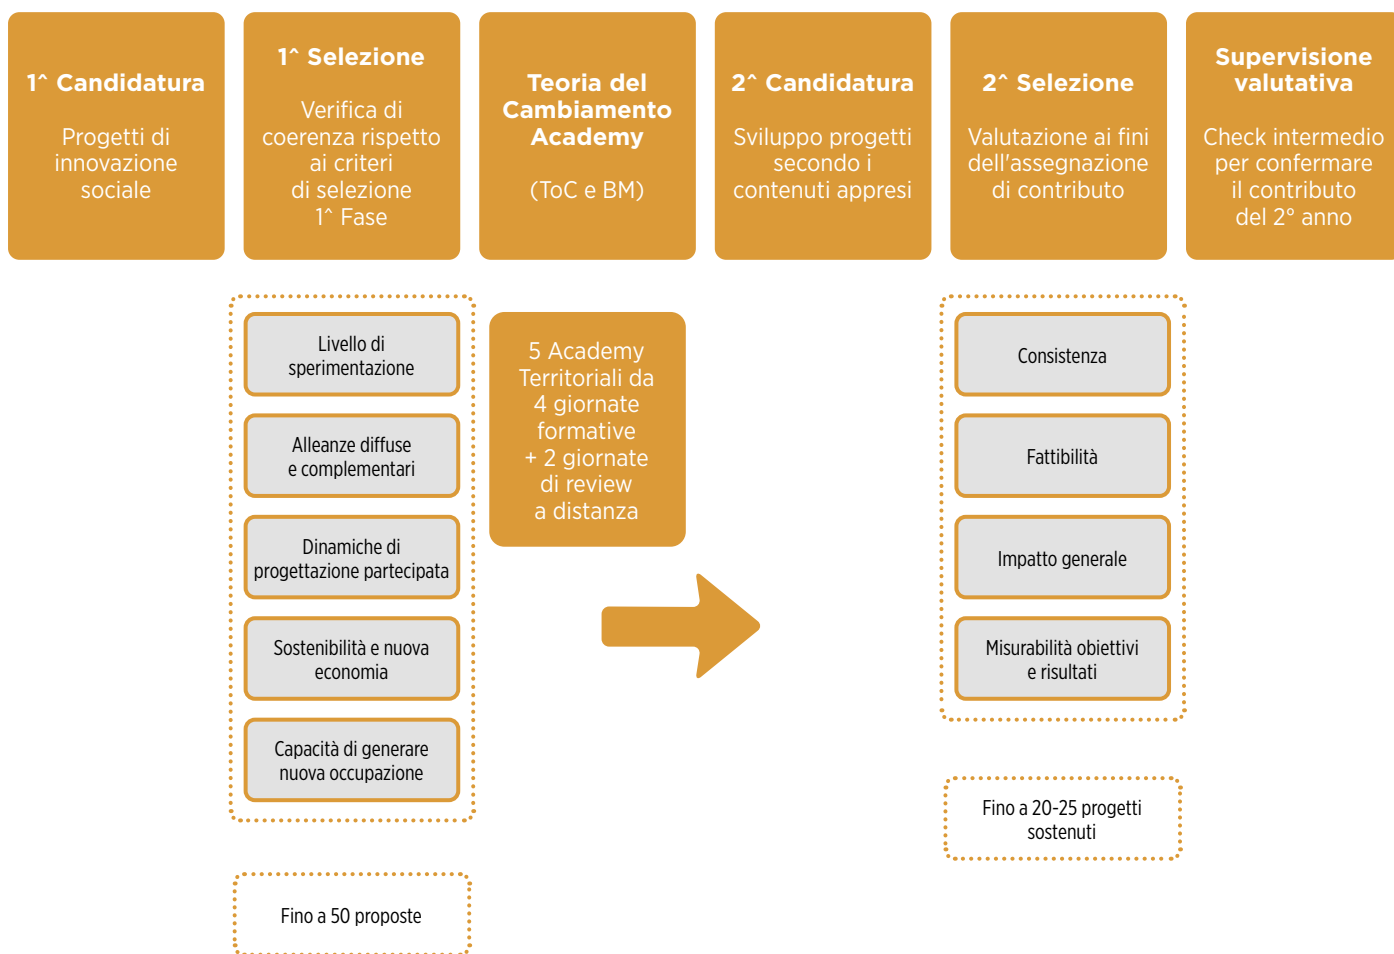 1^ Candidatura
Progetti di
innovazione
sociale
1^ Selezione
Verifica di
coerenza rispetto
ai criteri
di selezione
1^ Fase
Teoria del
Cambiamento
Academy
(ToC e BM)
2^ Candidatura
Sviluppo progetti
secondo i
contenuti appresi
2^ Selezione
Valutazione ai fini
dell'assegnazione
di contributo
Supervisione
valutativa
Check intermedio
per confermare
il contributo
del 2° anno
Livello di
sperimentazione
Alleanze diffuse
e complementari
Dinamiche di
progettazione partecipata
Sostenibilità e nuova
economia
Capacità di generare
nuova occupazione
Fino a 50 proposte
5 Academy
Territoriali da
4 giornate
formative
+ 2 giornate
di review
a distanza
Consistenza
Fattibilità
Impatto generale
Misurabilità obiettivi
e risultati
Fino a 20-25 progetti
sostenuti